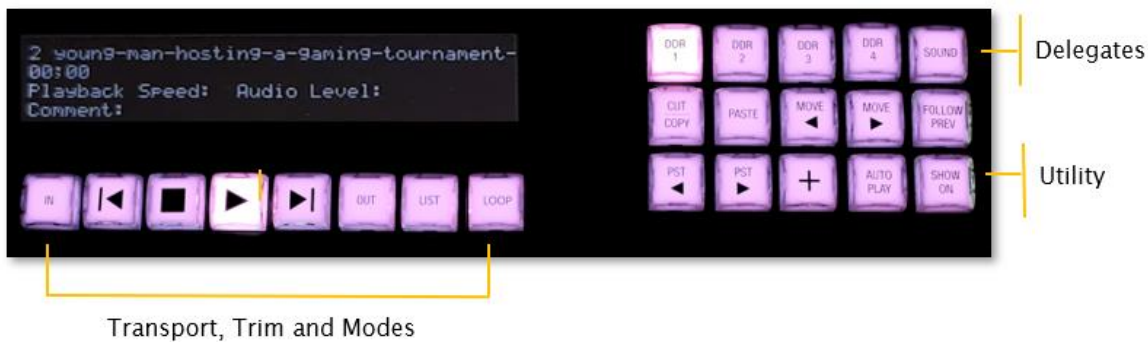 2 young-man-hosting-a-gaming-tournament-
00;00
Playback Speed: Audio Level:
Comment:
IN
OUT
LIST
LOOP
DDR 1
DDR 2
DDR 3
DDR 4
SOUND
CUT
COPY
PASTE
MOVE
MOVE
FOLLOW
PREV
PST
PST
+
AUTO
PLAY
SHOW
ON
Delegates
Utility
Transport, Trim and Modes